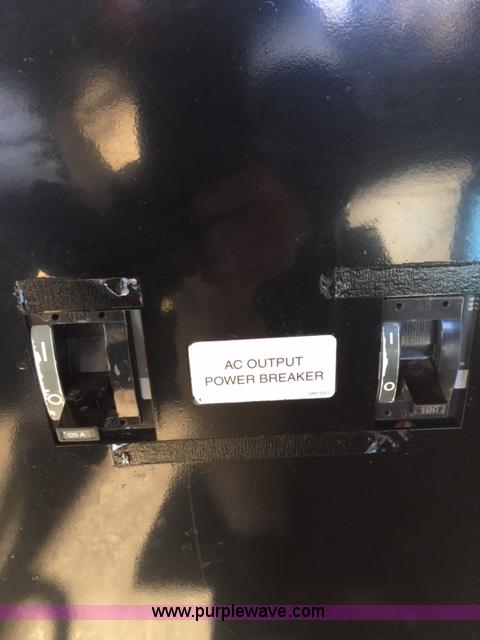 AC OUTPUT
POWER BREAKER
125 A
100
www.purplewave.com